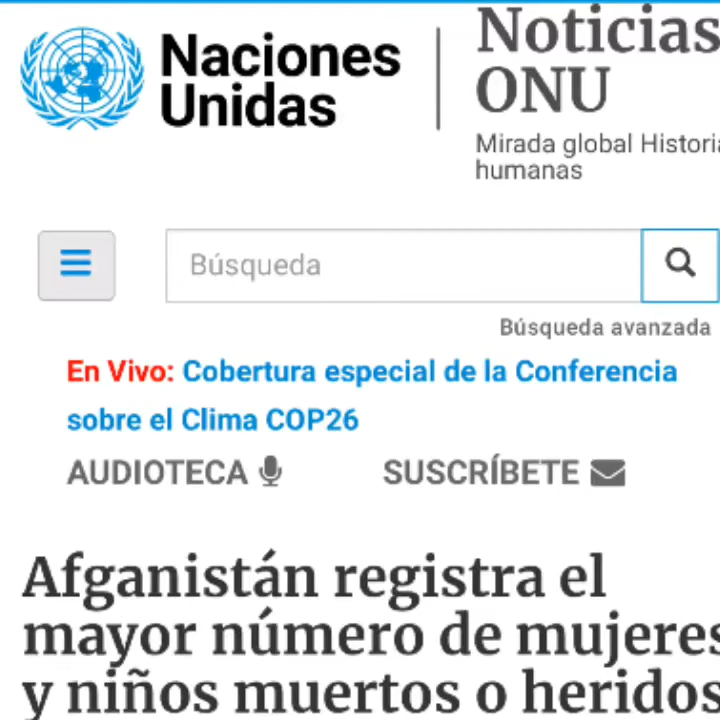 Naciones
Unidas
Noticias
ONU
Mirada global Historia
humanas
Búsqueda
Búsqueda avanzada
En Vivo: Cobertura especial de la Conferencia
sobre el Clima COP26
AUDIOTECA
SUSCRÍBETE
Afganistán registra el
mayor número de mujeres
y niños muertos o heridos